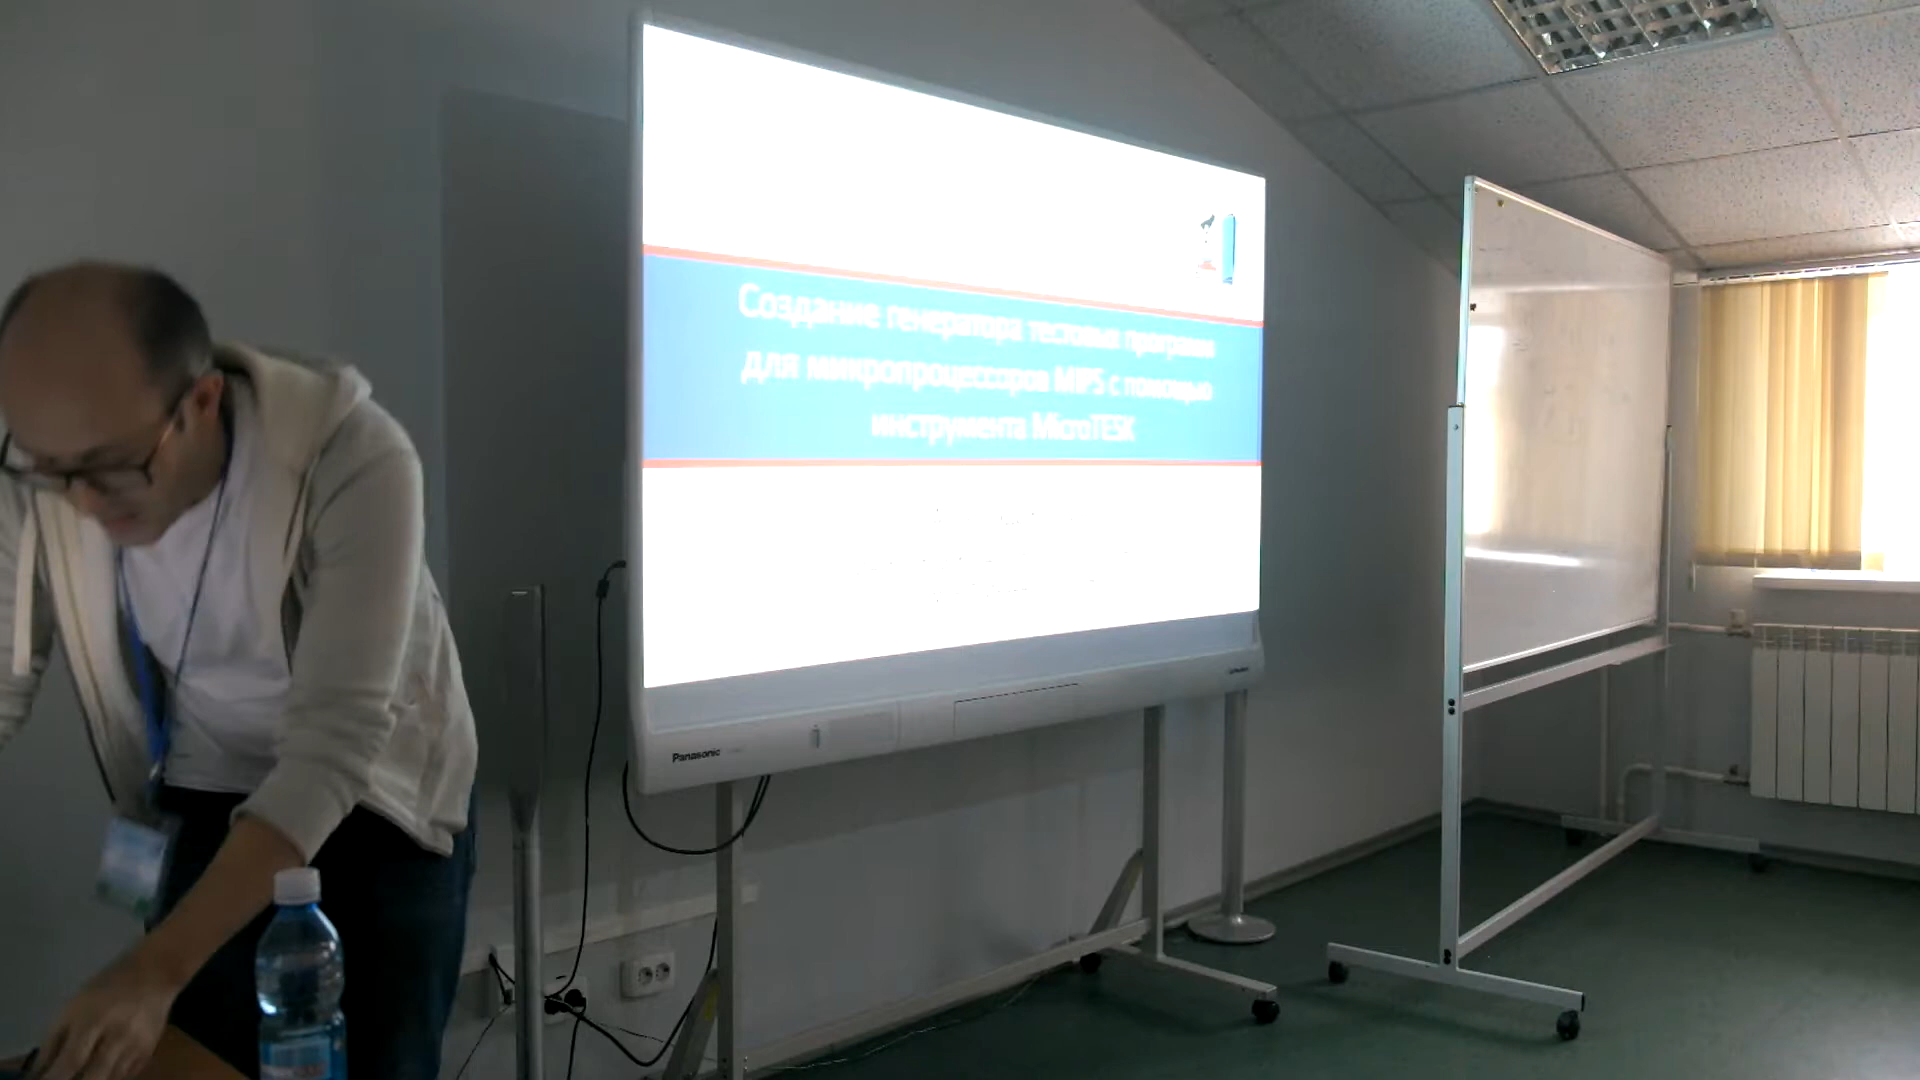 Создание генератора тестовых программ
для микропроцессоров MIPS с помощью
инструмента MicroTESK
Panasonic